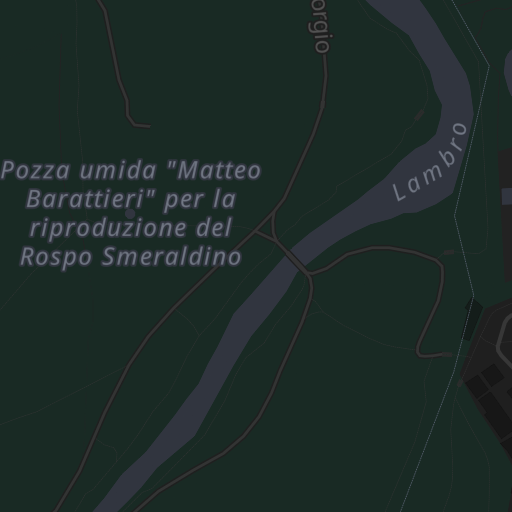 orgio
Pozza umida "Matteo
Barattieri" per la
riproduzione del
Rospo Smeraldino
Lambro